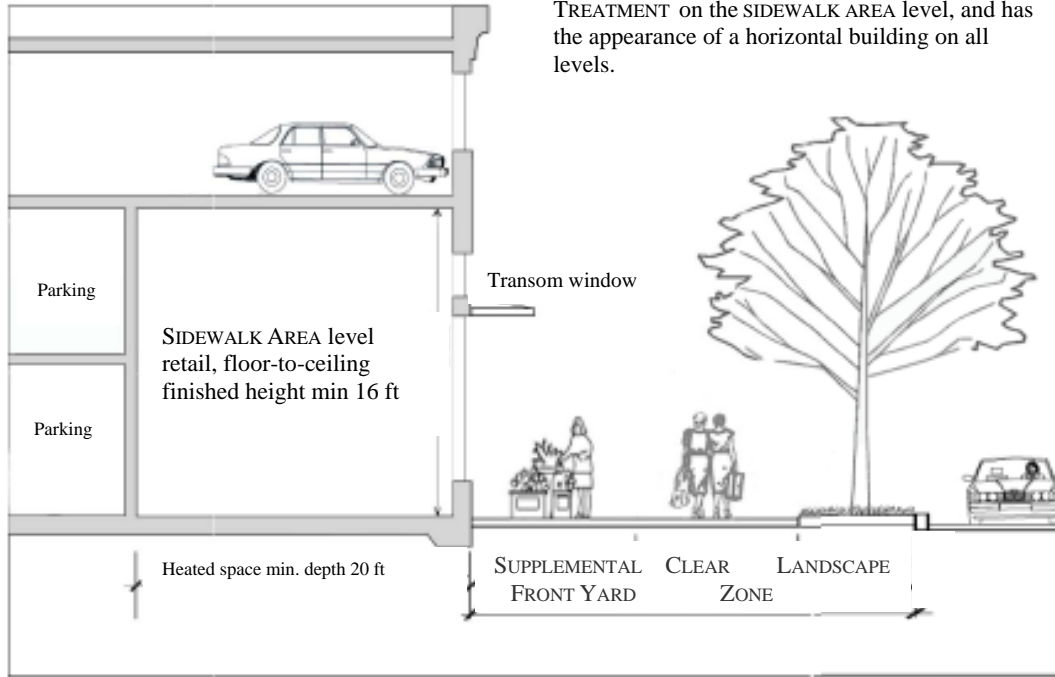 TREATMENT on the SIDEWALK AREA level, and has
the appearance of a horizontal building on all
levels.
Transom window
Parking
SIDEWALK AREA level
retail, floor-to-ceiling
finished height min 16 ft
Parking
Heated space min. depth 20 ft
SUPPLEMENTAL CLEAR LANDSCAPE
FRONT YARD ZONE